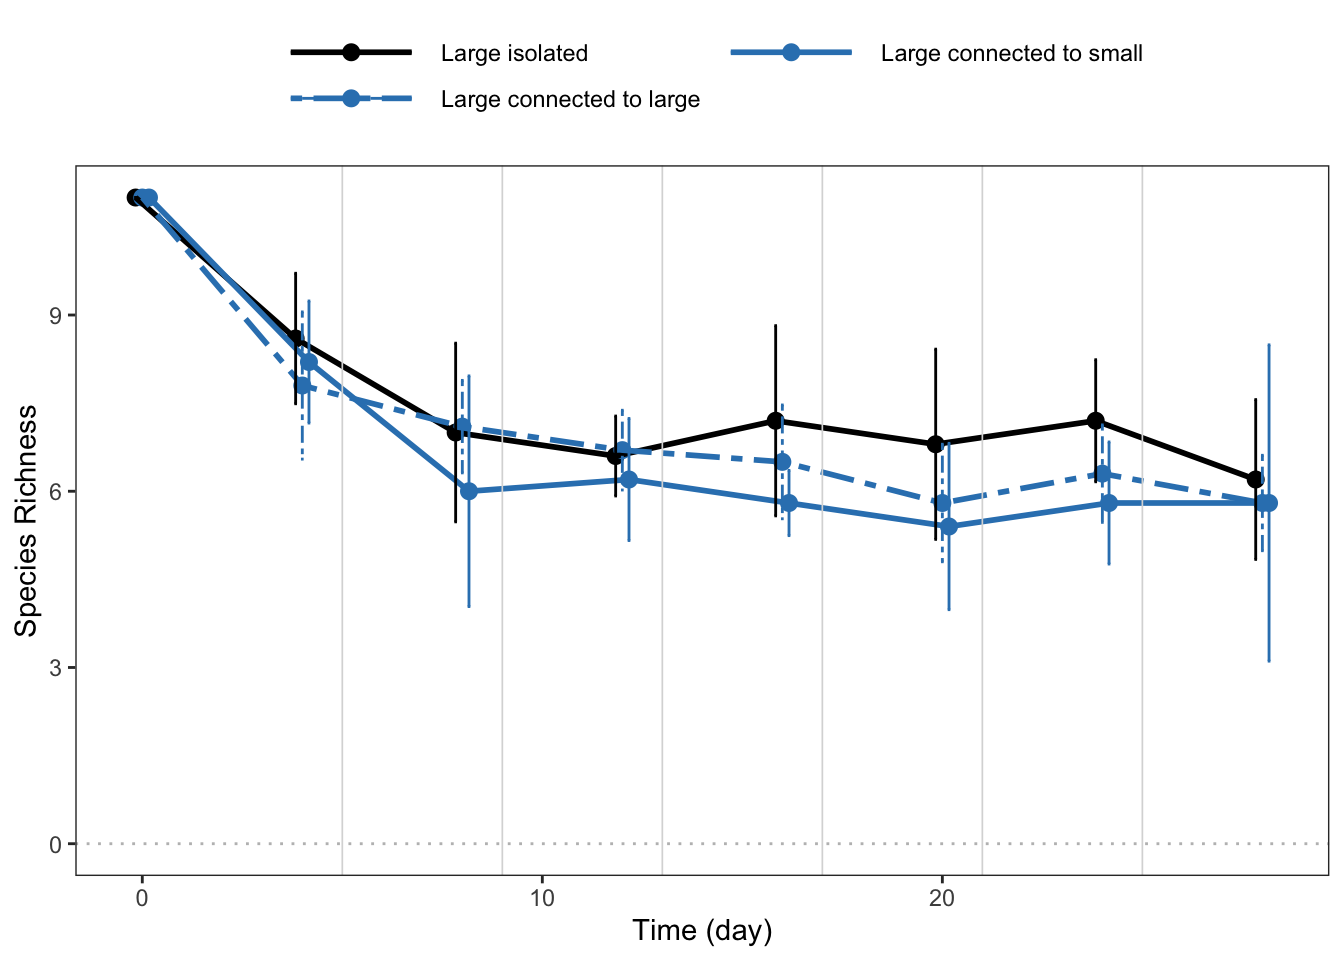 Large isolated
Large connected to small
Large connected to large
Species Richness
9
6
3
0
0
10
20
Time (day)